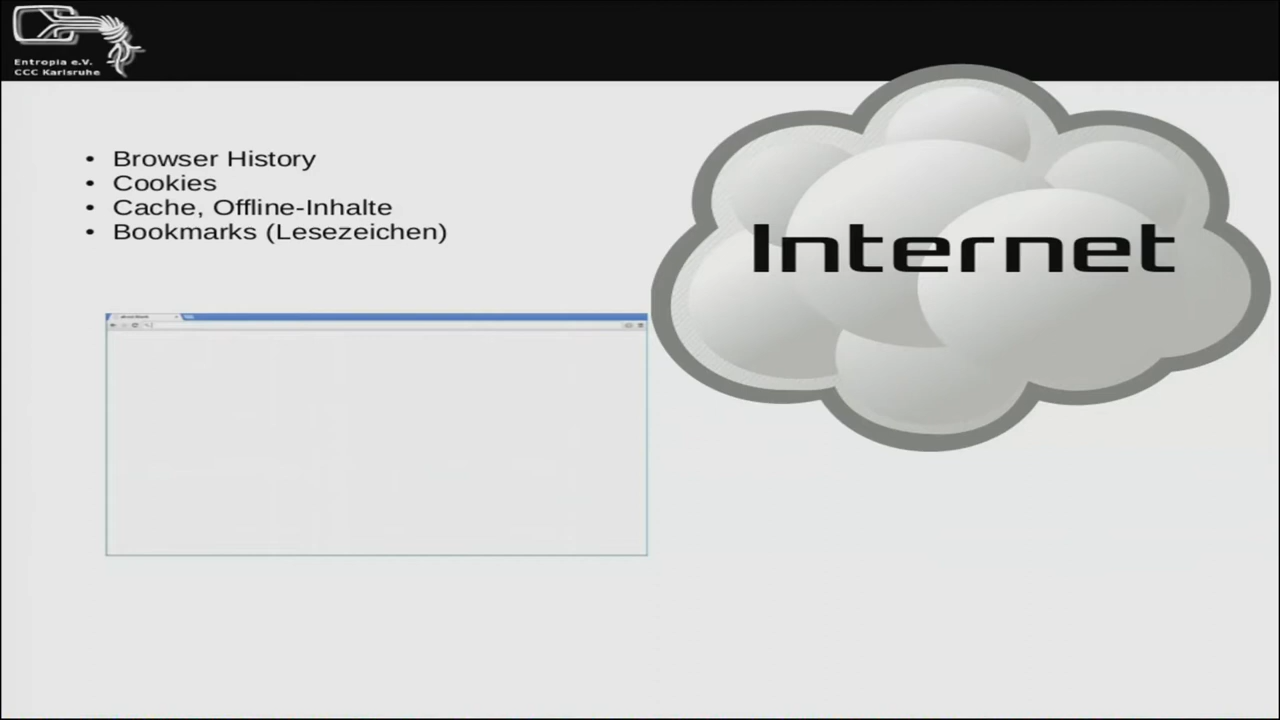 Entropia e.V.
CCC Karlsruhe
• Browser History
• Cookies
• Cache, Offline-Inhalte
• Bookmarks (Lesezeichen)
Internet